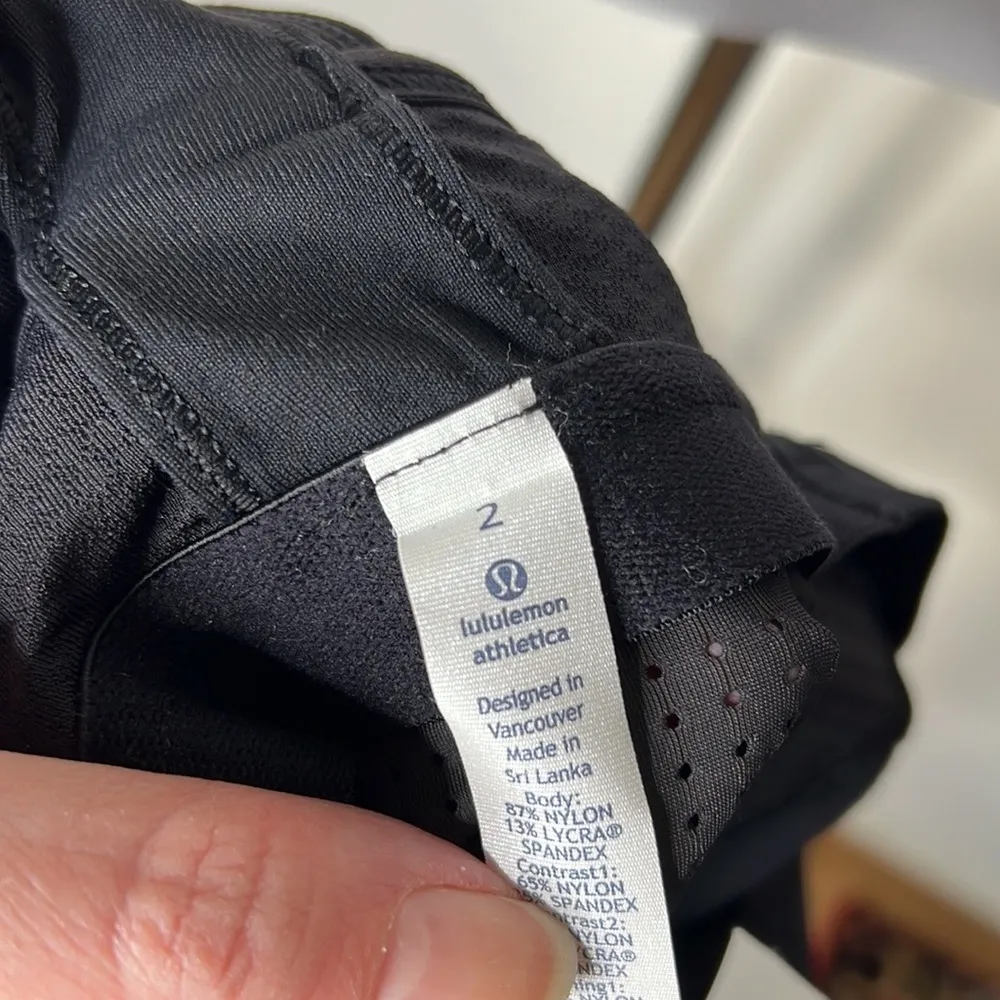 2
lululemon
athletica
Designed in
Vancouver
Made in
Sri Lanka
Body:
87% NYLON
13% LYCRA®
SPANDEX
Contrast1:
65% NYLON
SPANDEX